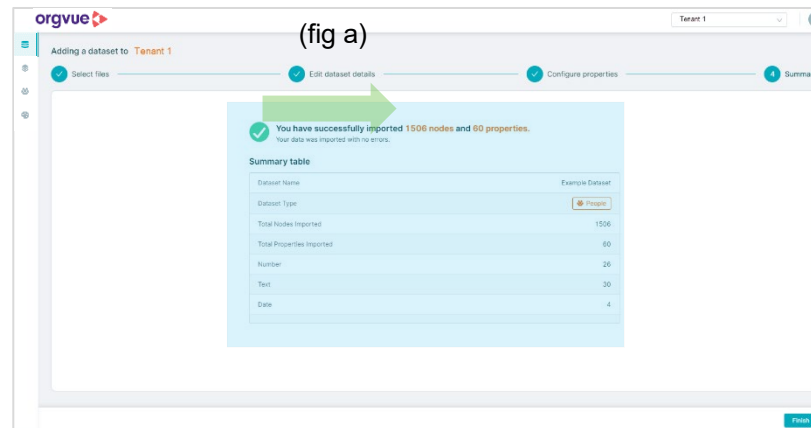 orgvue
(fig a)
Tenant 1
Adding a dataset to Tenant 1
Select files
Edit dataset details
Configure properties
4 Summa
You have successfully imported 1506 nodes and 60 properties.
Your data was imported with no errors.
Summary table
Dataset Name Example Dataset
Dataset Type People
Total Nodes Imported 1506
Total Properties Imported 60
Number 26
Text 30
Date 4
Finish